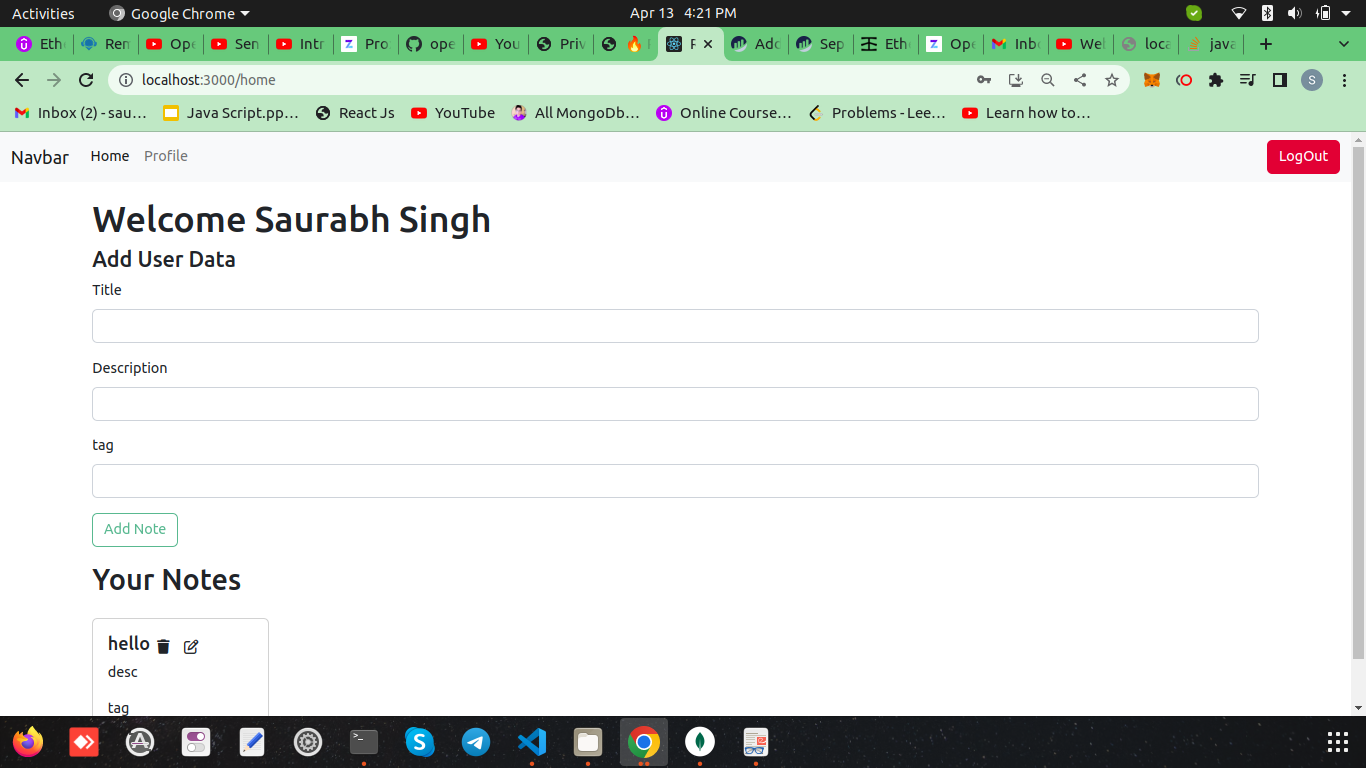 Activities Google Chrome Apr 13 4:21 PM
Eth Rem Ope Sen Intr Pro ope You Priv R Add Sep Eth Ope Inbo Wel loca java
localhost:3000/home S
Inbox (2) - sau… Java Script.pp… React Js YouTube All MongoDb… Online Course… Problems - Lee… Learn how to…
Navbar Home Profile LogOut
Welcome Saurabh Singh
Add User Data
Title
Description
tag
Add Note
Your Notes
hello
desc
tag